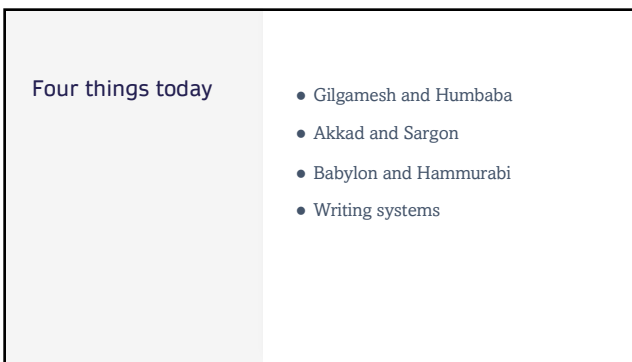 Four things today
● Gilgamesh and Humbaba
● Akkad and Sargon
● Babylon and Hammurabi
● Writing systems